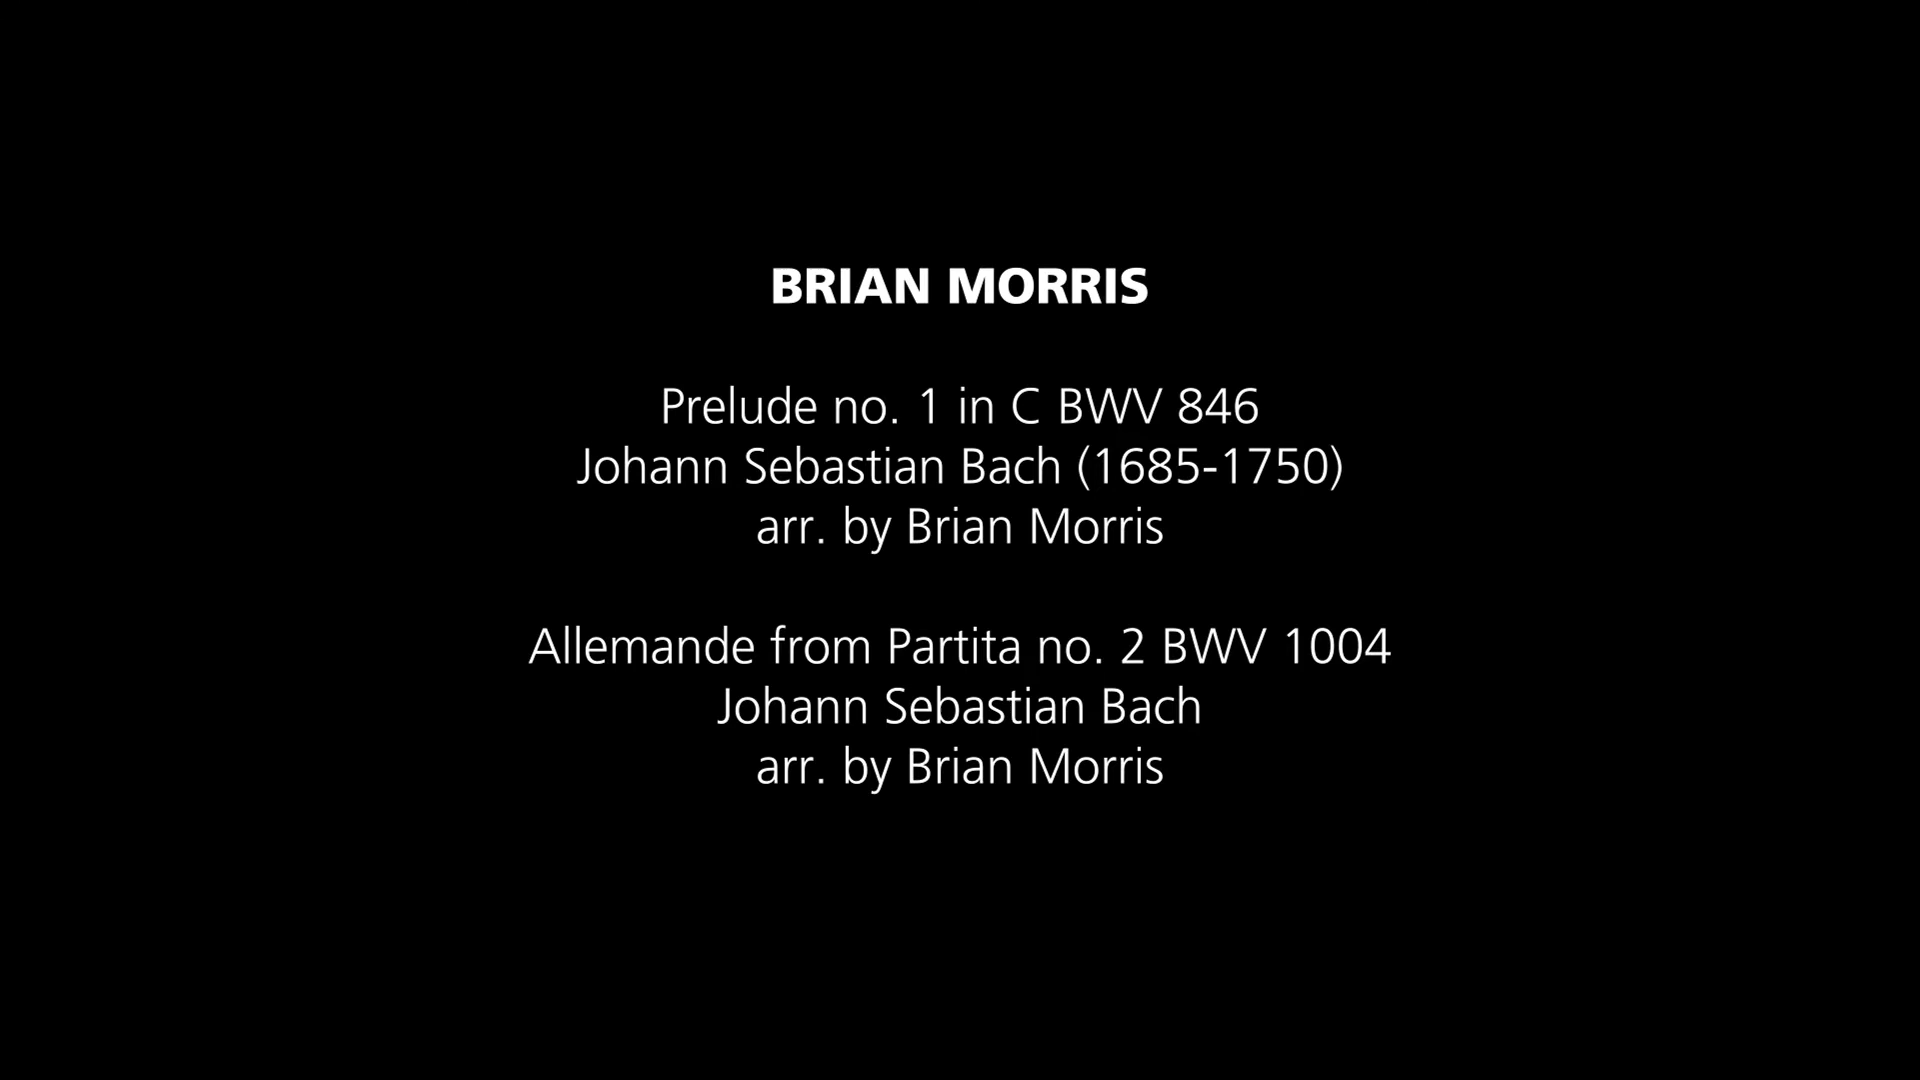 BRIAN MORRIS
Prelude no. 1 in C BWV 846
Johann Sebastian Bach (1685-1750)
arr. by Brian Morris
Allemande from Partita no. 2 BWV 1004
Johann Sebastian Bach
arr. by Brian Morris